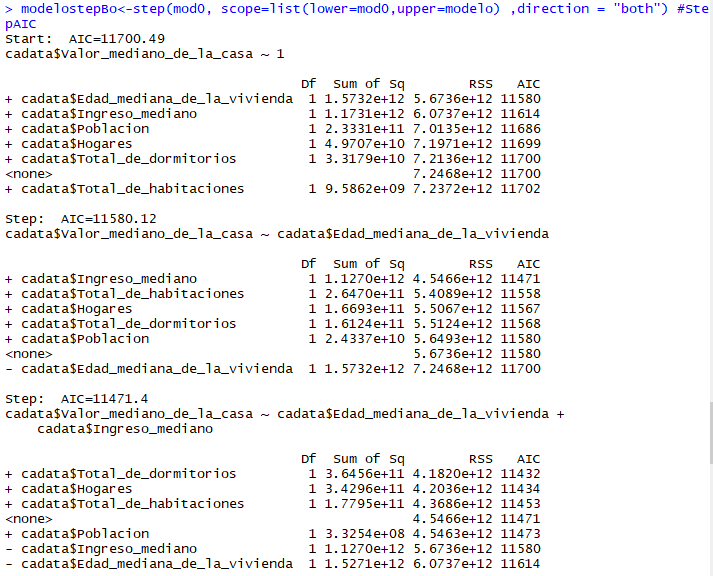 > modelostepBo<-step(mod0, scope=list(lower=mod0,upper=modelo) ,direction = "both") #Ste
pAIC
Start:  AIC=11700.49
cadata$Valor_mediano_de_la_casa ~ 1

                                     Df  Sum of Sq        RSS   AIC
+ cadata$Edad_mediana_de_la_vivienda  1 1.5732e+12 5.6736e+12 11580
+ cadata$Ingreso_mediano              1 1.1731e+12 6.0737e+12 11614
+ cadata$Poblacion                    1 2.3331e+11 7.0135e+12 11686
+ cadata$Hogares                      1 4.9707e+10 7.1971e+12 11699
+ cadata$Total_de_dormitorios         1 3.3179e+10 7.2136e+12 11700
<none>                                             7.2468e+12 11700
+ cadata$Total_de_habitaciones        1 9.5862e+09 7.2372e+12 11702

Step:  AIC=11580.12
cadata$Valor_mediano_de_la_casa ~ cadata$Edad_mediana_de_la_vivienda

                                     Df  Sum of Sq        RSS   AIC
+ cadata$Ingreso_mediano              1 1.1270e+12 4.5466e+12 11471
+ cadata$Total_de_habitaciones        1 2.6470e+11 5.4089e+12 11558
+ cadata$Hogares                      1 1.6693e+11 5.5067e+12 11567
+ cadata$Total_de_dormitorios         1 1.6124e+11 5.5124e+12 11568
+ cadata$Poblacion                    1 2.4337e+10 5.6493e+12 11580
<none>                                             5.6736e+12 11580
- cadata$Edad_mediana_de_la_vivienda  1 1.5732e+12 7.2468e+12 11700

Step:  AIC=11471.4
cadata$Valor_mediano_de_la_casa ~ cadata$Edad_mediana_de_la_vivienda +
    cadata$Ingreso_mediano

                                     Df  Sum of Sq        RSS   AIC
+ cadata$Total_de_dormitorios         1 3.6456e+11 4.1820e+12 11432
+ cadata$Hogares                      1 3.4296e+11 4.2036e+12 11434
+ cadata$Total_de_habitaciones        1 1.7795e+11 4.3686e+12 11453
<none>                                             4.5466e+12 11471
+ cadata$Poblacion                    1 3.3254e+08 4.5463e+12 11473
- cadata$Ingreso_mediano              1 1.1270e+12 5.6736e+12 11580
- cadata$Edad_mediana_de_la_vivienda  1 1.5271e+12 6.0737e+12 11614